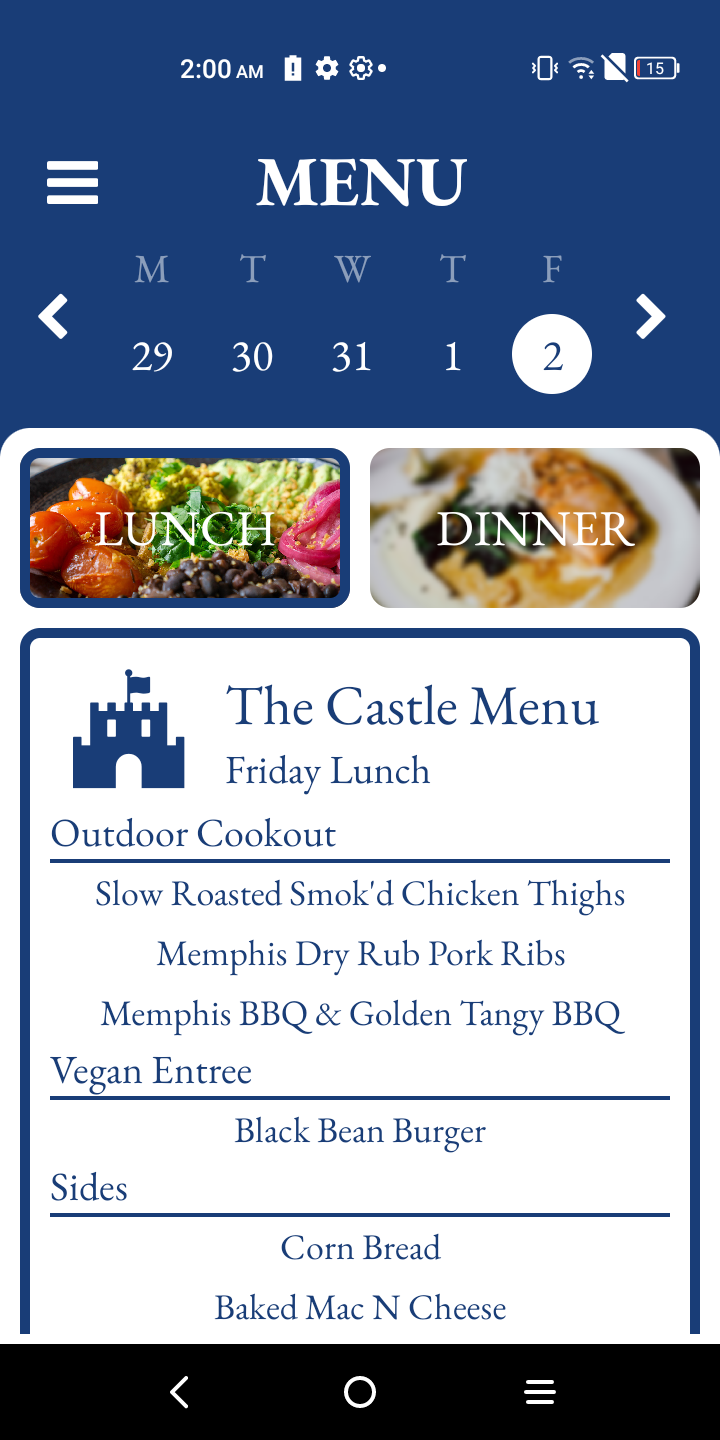 2:00 AM
15
MENU
M T W T F
29 30 31 1 2
LUNCH
DINNER
The Castle Menu
Friday Lunch
Outdoor Cookout
Slow Roasted Smok'd Chicken Thighs
Memphis Dry Rub Pork Ribs
Memphis BBQ & Golden Tangy BBQ
Vegan Entree
Black Bean Burger
Sides
Corn Bread
Baked Mac N Cheese